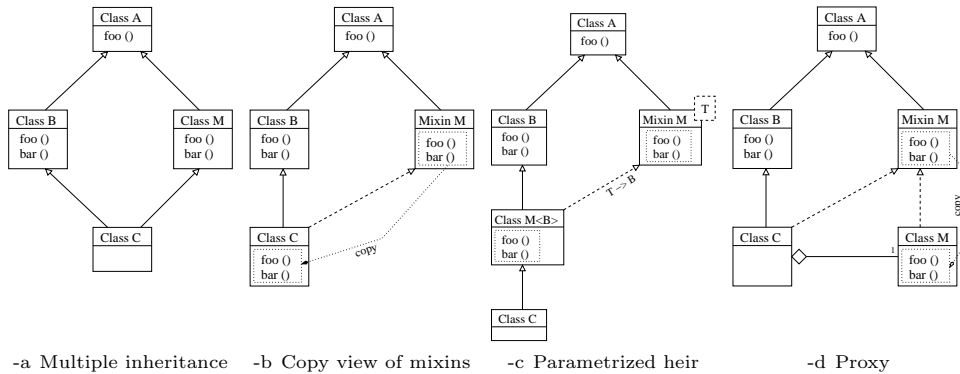 Class A
foo ()
Class B
foo ()
bar ()
Class M
foo ()
bar ()
Class C
-a Multiple inheritance
Class A
foo ()
Class B
foo ()
bar ()
Mixin M
foo ()
bar ()
Class C
foo ()
bar ()
copy
-b Copy view of mixins
Class A
foo ()
Class B
foo ()
bar ()
Mixin M
T
foo ()
bar ()
T -> B
Class M<B>
foo ()
bar ()
Class C
-c Parametrized heir
Class A
foo ()
Class B
foo ()
bar ()
Mixin M
foo ()
bar ()
copy
Class C
1
Class M
foo ()
bar ()
-d Proxy